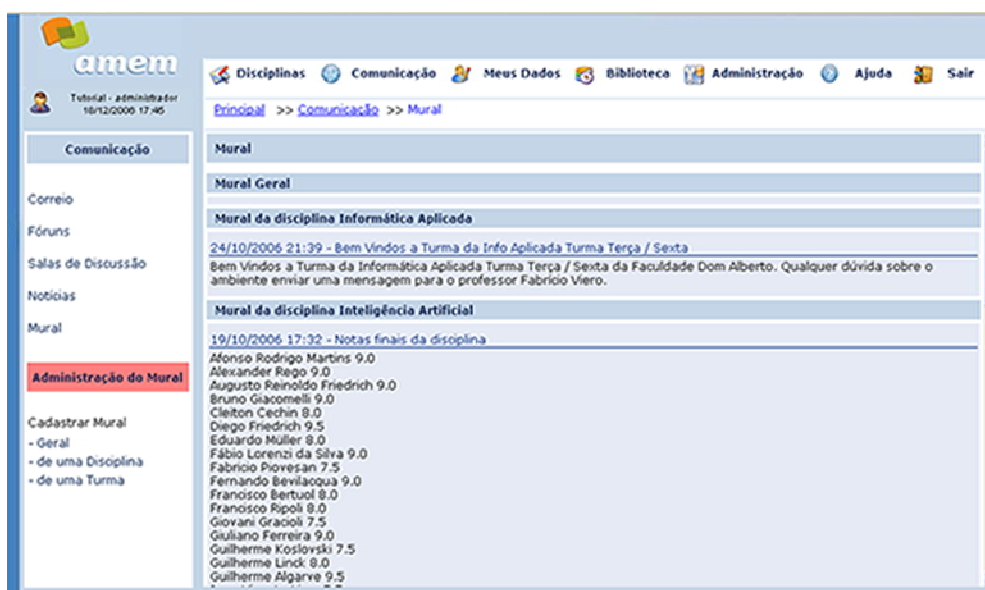 amem
Disciplinas Comunicação Meus Dados Biblioteca Administração Ajuda Sair
Tutorial - administrador
18/12/2006 17:45
Principal >> Comunicação >> Mural
Comunicação
Correio
Fóruns
Salas de Discussão
Notícias
Mural
Administração do Mural
Cadastrar Mural
- Geral
- de uma Disciplina
- de uma Turma
Mural
Mural Geral
Mural da disciplina Informática Aplicada
24/10/2006 21:39 - Bem Vindos a Turma da Info Aplicada Turma Terça / Sexta
Bem Vindos a Turma da Informática Aplicada Turma Terça / Sexta da Faculdade Dom Alberto. Qualquer dúvida sobre o
ambiente enviar uma mensagem para o professor Fabrício Viero.
Mural da disciplina Inteligência Artificial
19/10/2006 17:32 - Notas finais da disciplina
Afonso Rodrigo Martins 9.0
Alexander Rego 9.0
Augusto Reinoldo Friedrich 9.0
Bruno Giacomelli 9.0
Cleiton Cechin 8.0
Diego Friedrich 9.5
Eduardo Müller 8.0
Fábio Lorenzi da Silva 9.0
Fabricio Piovesan 7.5
Fernando Bevilacqua 9.0
Francisco Bertuol 8.0
Francisco Ripoli 8.0
Giovani Gracioli 7.5
Giuliano Ferreira 9.0
Guilherme Koslovski 7.5
Guilherme Linck 8.0
Guilherme Algarve 9.5